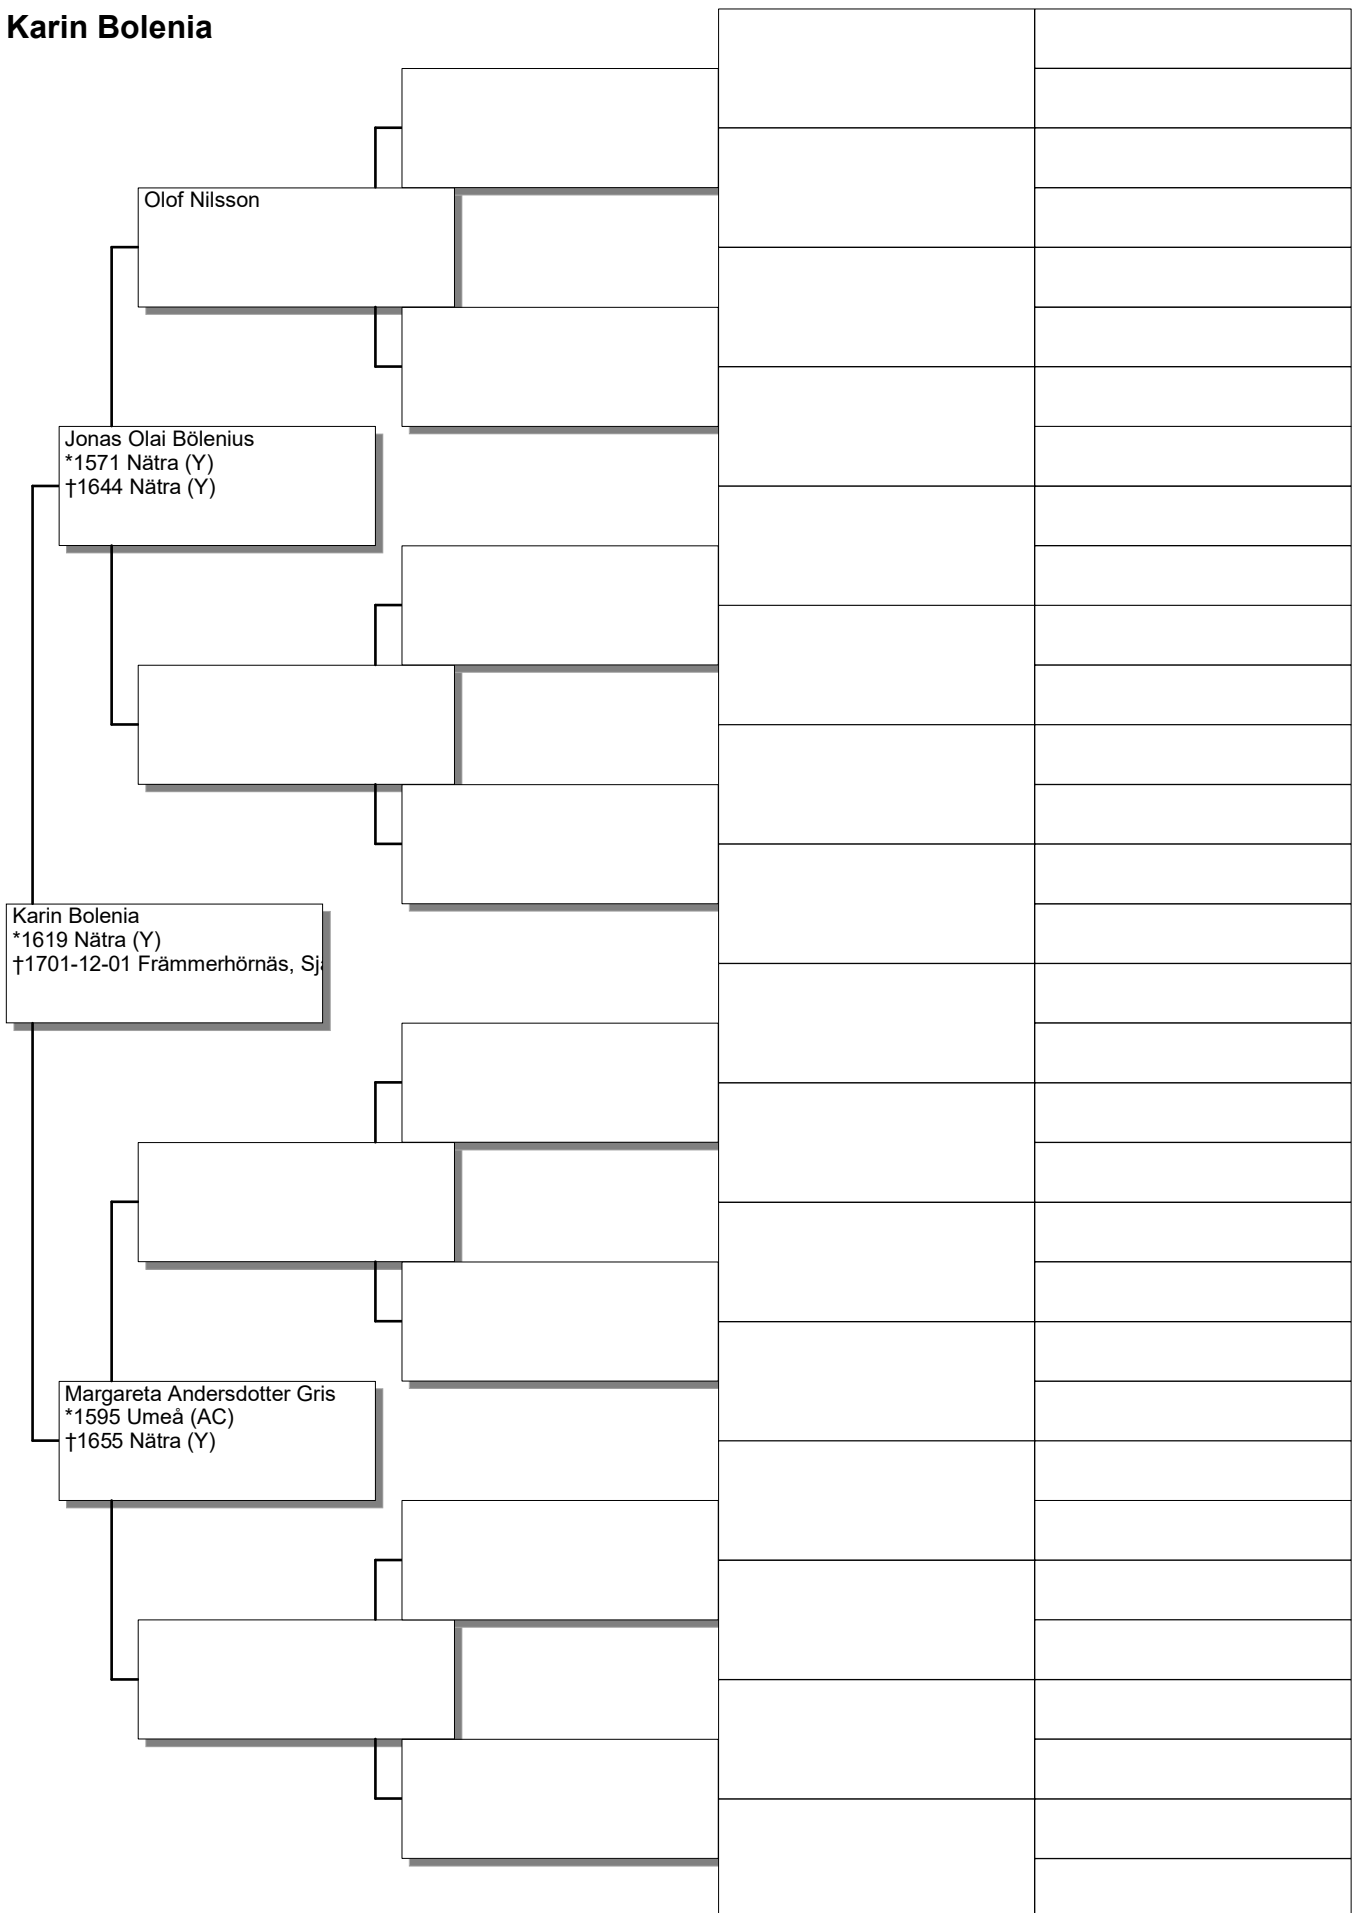 Karin Bolenia
Olof Nilsson
Jonas Olai Bölenius
*1571 Nätra (Y)
†1644 Nätra (Y)
Karin Bolenia
*1619 Nätra (Y)
†1701-12-01 Främmerhörnäs,
Margareta Andersdotter Gris
*1595 Umeå (AC)
†1655 Nätra (Y)